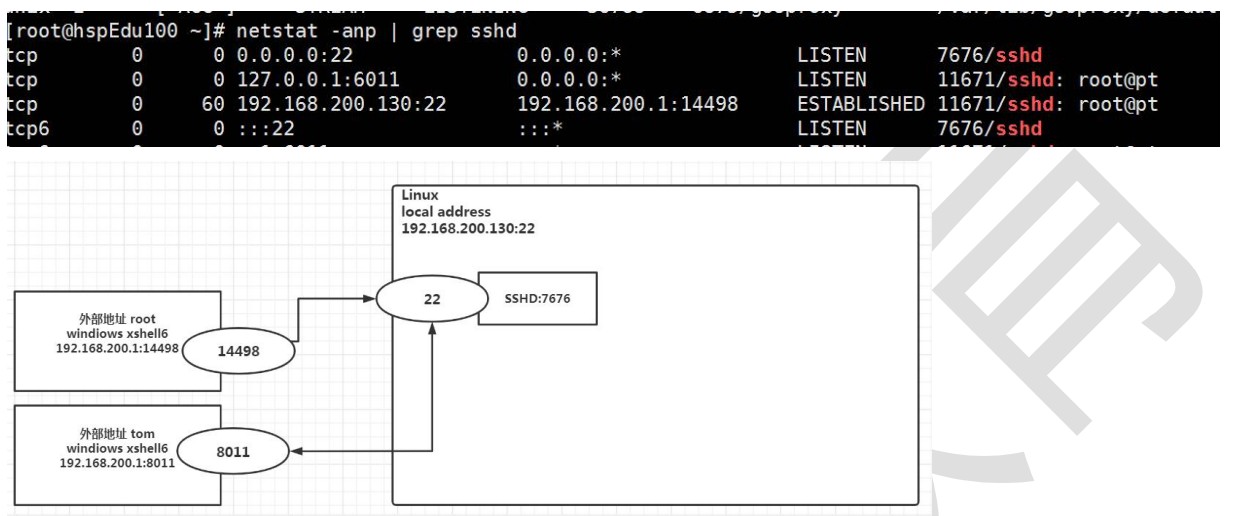 [root@hspEdu100 ~]# netstat -anp | grep sshd
tcp 0 0 0.0.0.0:22 0.0.0.0:* LISTEN 7676/sshd
tcp 0 0 127.0.0.1:6011 0.0.0.0:* LISTEN 11671/sshd: root@pt
tcp 0 60 192.168.200.130:22 192.168.200.1:14498 ESTABLISHED 11671/sshd: root@pt
tcp6 0 0 :::22 :::* LISTEN 7676/sshd
Linux
local address
192.168.200.130:22
22
SSHD:7676
外部地址 root
windiows xshell6
192.168.200.1:14498
14498
外部地址 tom
windiows xshell6
192.168.200.1:8011
8011